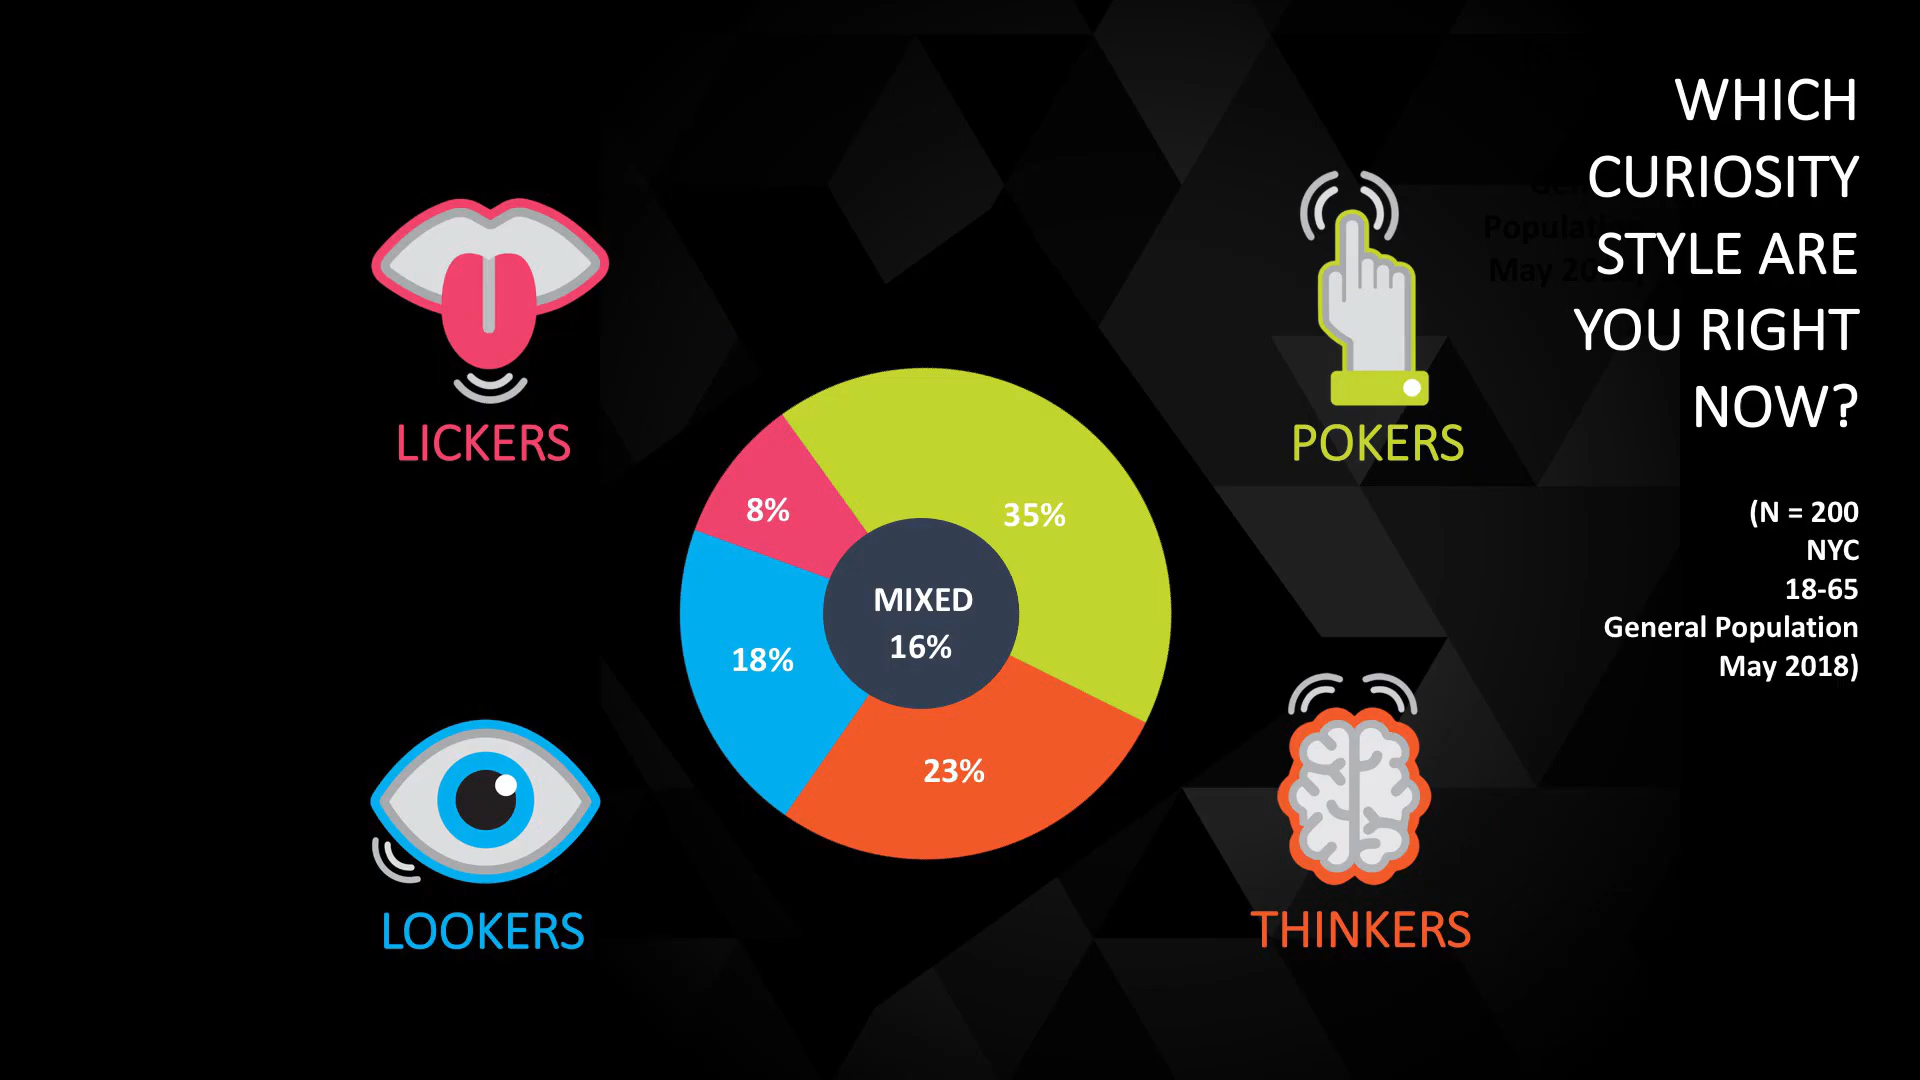 WHICH
CURIOSITY
STYLE ARE
YOU RIGHT
NOW?
(N = 200
NYC
18-65
General Population
May 2018)
LICKERS
POKERS
8%
35%
MIXED
16%
18%
23%
LOOKERS
THINKERS